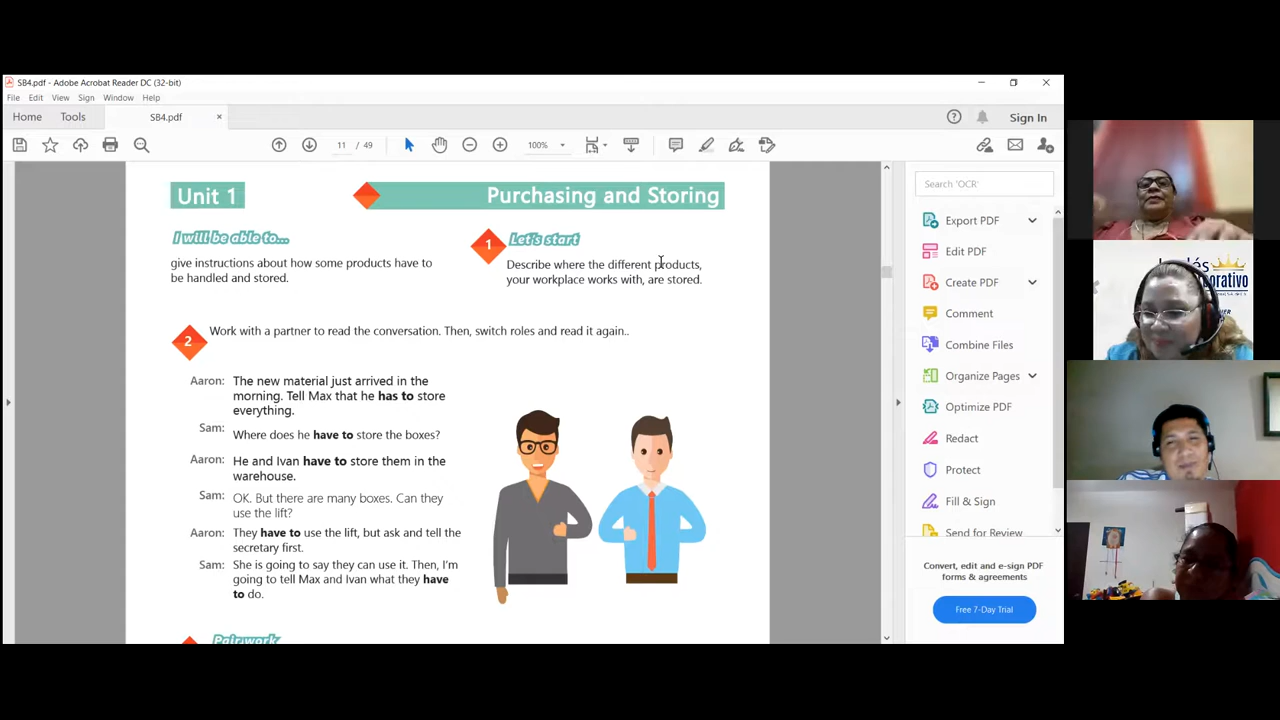 SB4.pdf - Adobe Acrobat Reader DC (32-bit)
File Edit View Sign Window Help
Home Tools SB4.pdf × Sign In
11 / 49 100%
Unit 1 Purchasing and Storing
I will be able to...
give instructions about how some products have to
be handled and stored.
1 Let's start
Describe where the different products,
your workplace works with, are stored.
2 Work with a partner to read the conversation. Then, switch roles and read it again..
Aaron: The new material just arrived in the
morning. Tell Max that he has to store
everything.
Sam: Where does he have to store the boxes?
Aaron: He and Ivan have to store them in the
warehouse.
Sam: OK. But there are many boxes. Can they
use the lift?
Aaron: They have to use the lift, but ask and tell the
secretary first.
Sam: She is going to say they can use it. Then, I'm
going to tell Max and Ivan what they have
to do.
Pair work
Search 'OCR'
Export PDF
Edit PDF
Create PDF
Comment
Combine Files
Organize Pages
Optimize PDF
Redact
Protect
Fill & Sign
Send for Review
Convert, edit and e-sign PDF
forms & agreements
Free 7-Day Trial